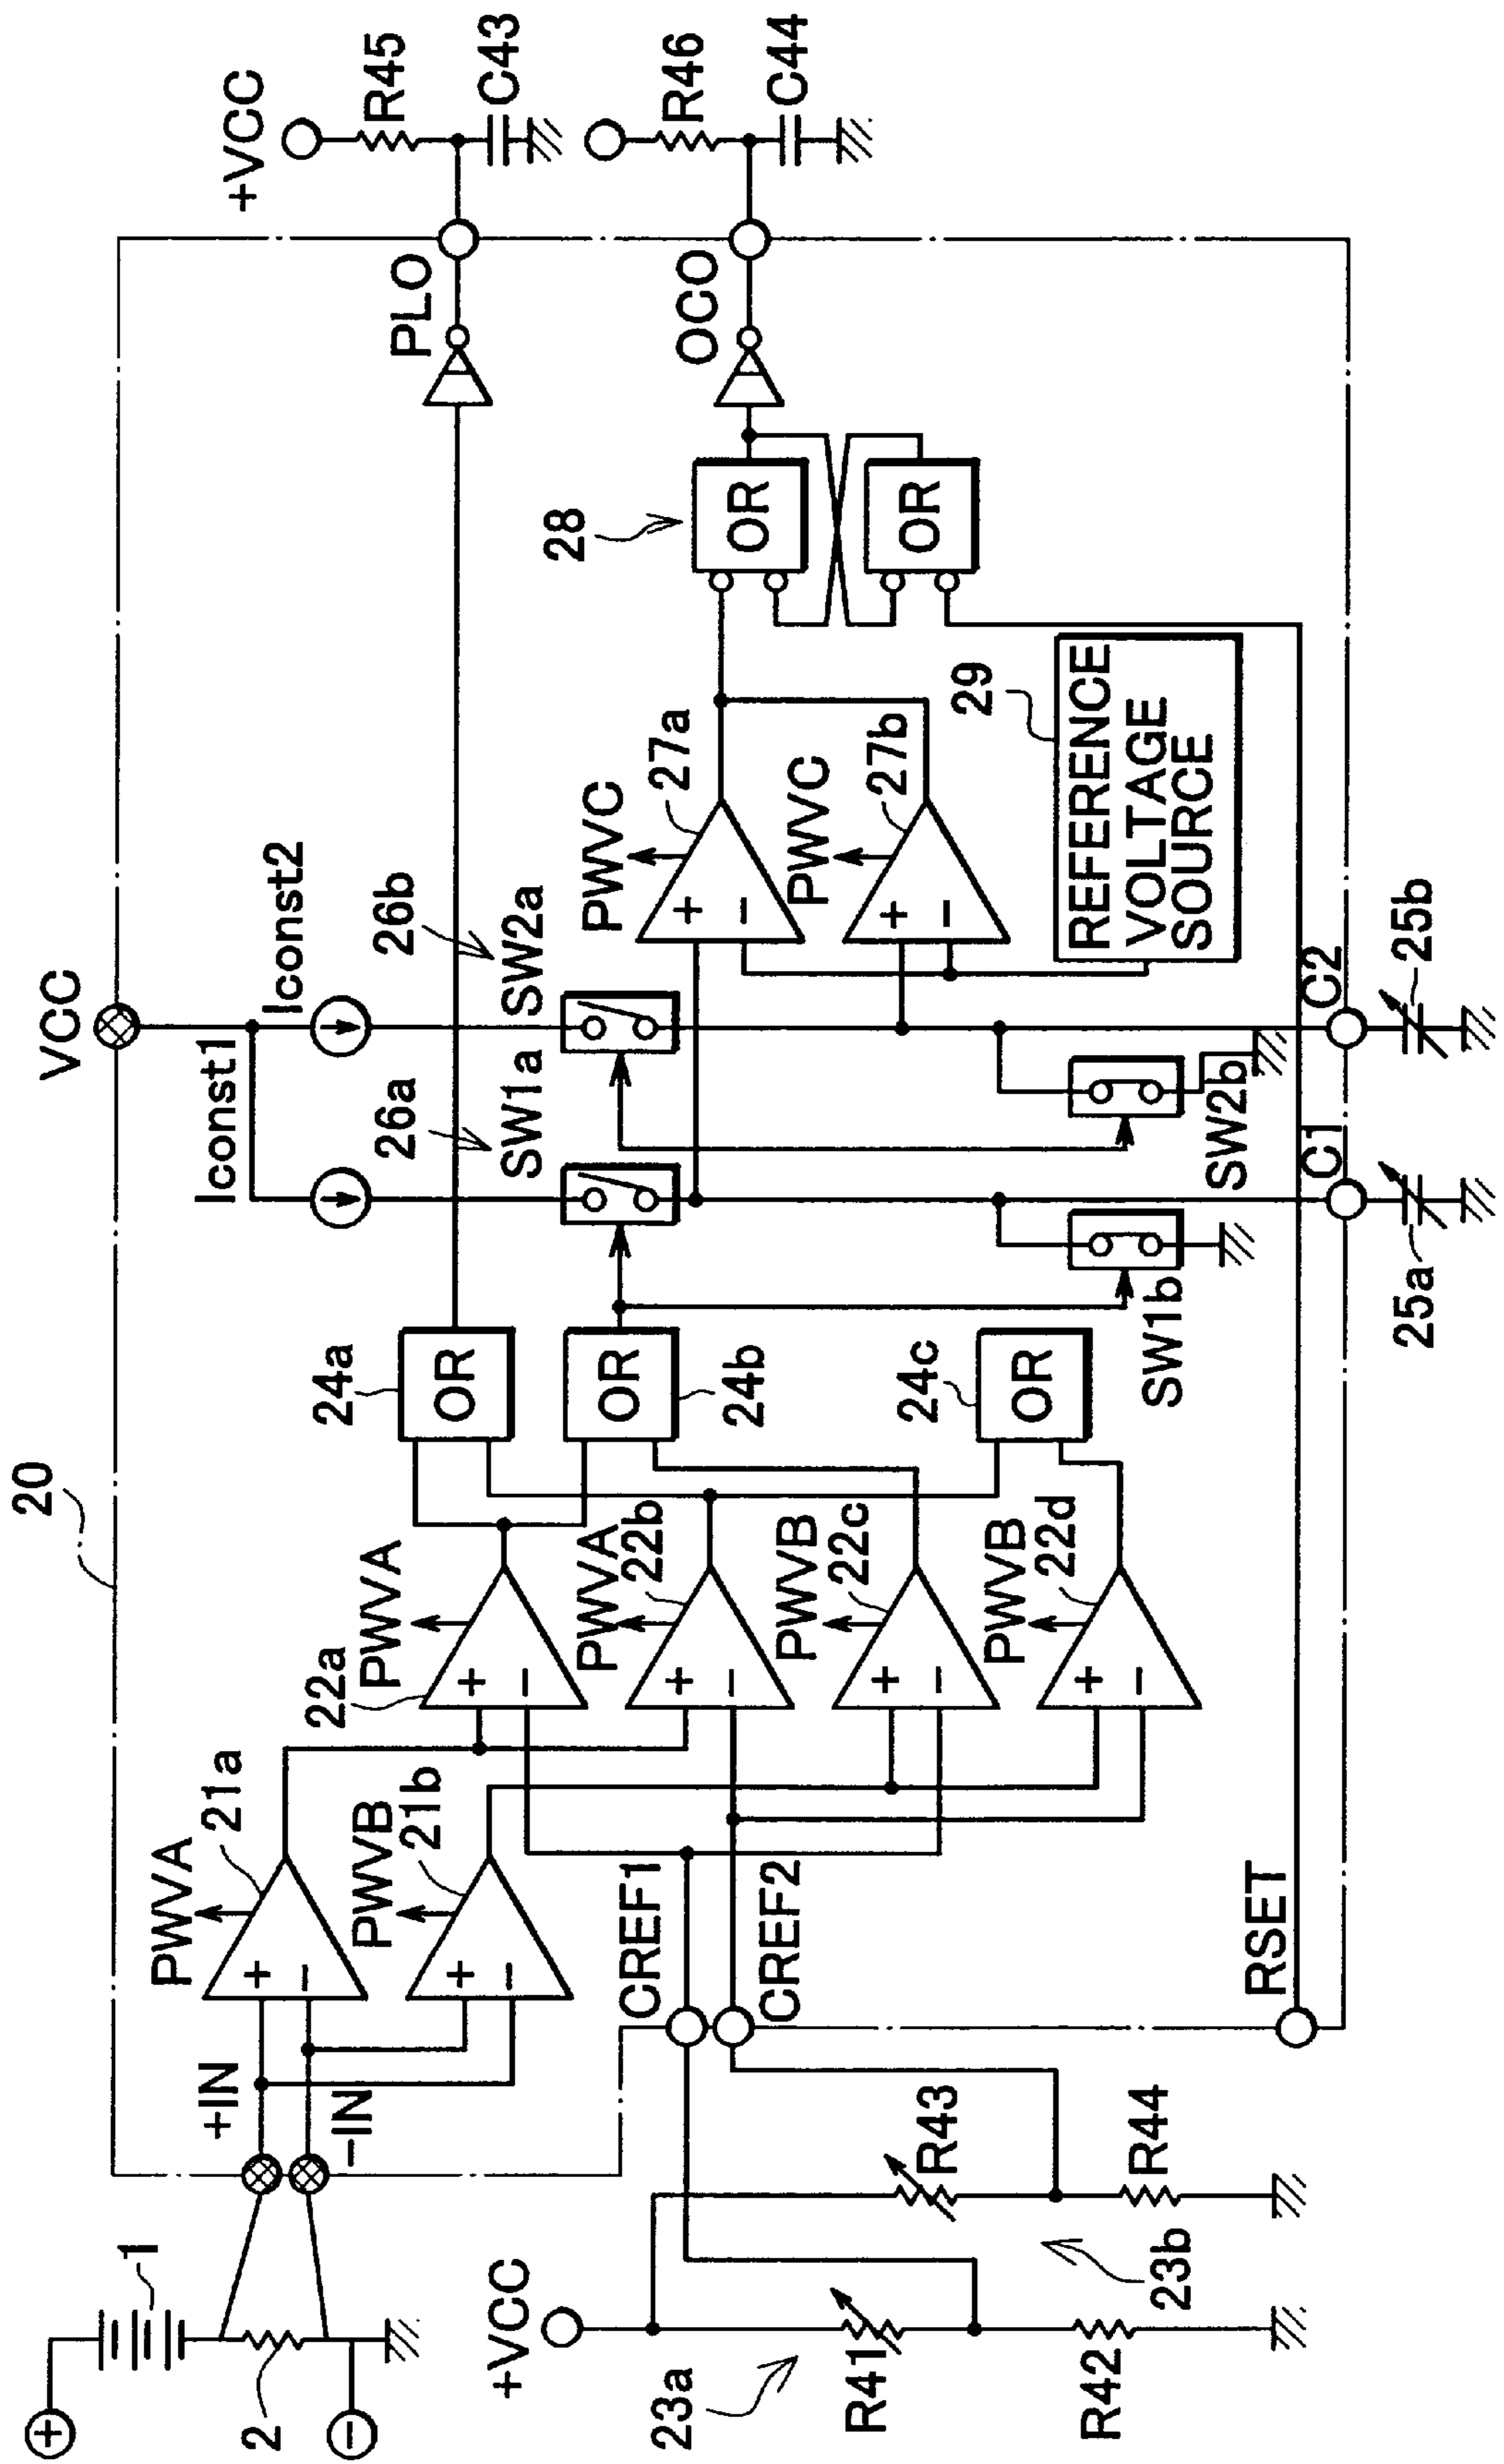 20
VCC
Iconst1
Iconst2
+VCC
R45
C43
PLO
R46
C44
OCO
1
2
+
−
+IN
−IN
PWVA
21a
+
−
PWVB
21b
+
−
22a
PWVA
+
−
PWVA
22b
+
−
PWVB
22c
+
−
PWVB
22d
+
−
24a
OR
OR
24b
24c
OR
26a
SW1a
26b
SW2a
PWVC
27a
+
−
PWVC
27b
+
−
28
OR
OR
29
REFERENCE
VOLTAGE
SOURCE
SW1b
SW2b
C1
C2
25a
25b
CREF1
CREF2
RSET
+VCC
23a
R41
R42
R43
R44
23b